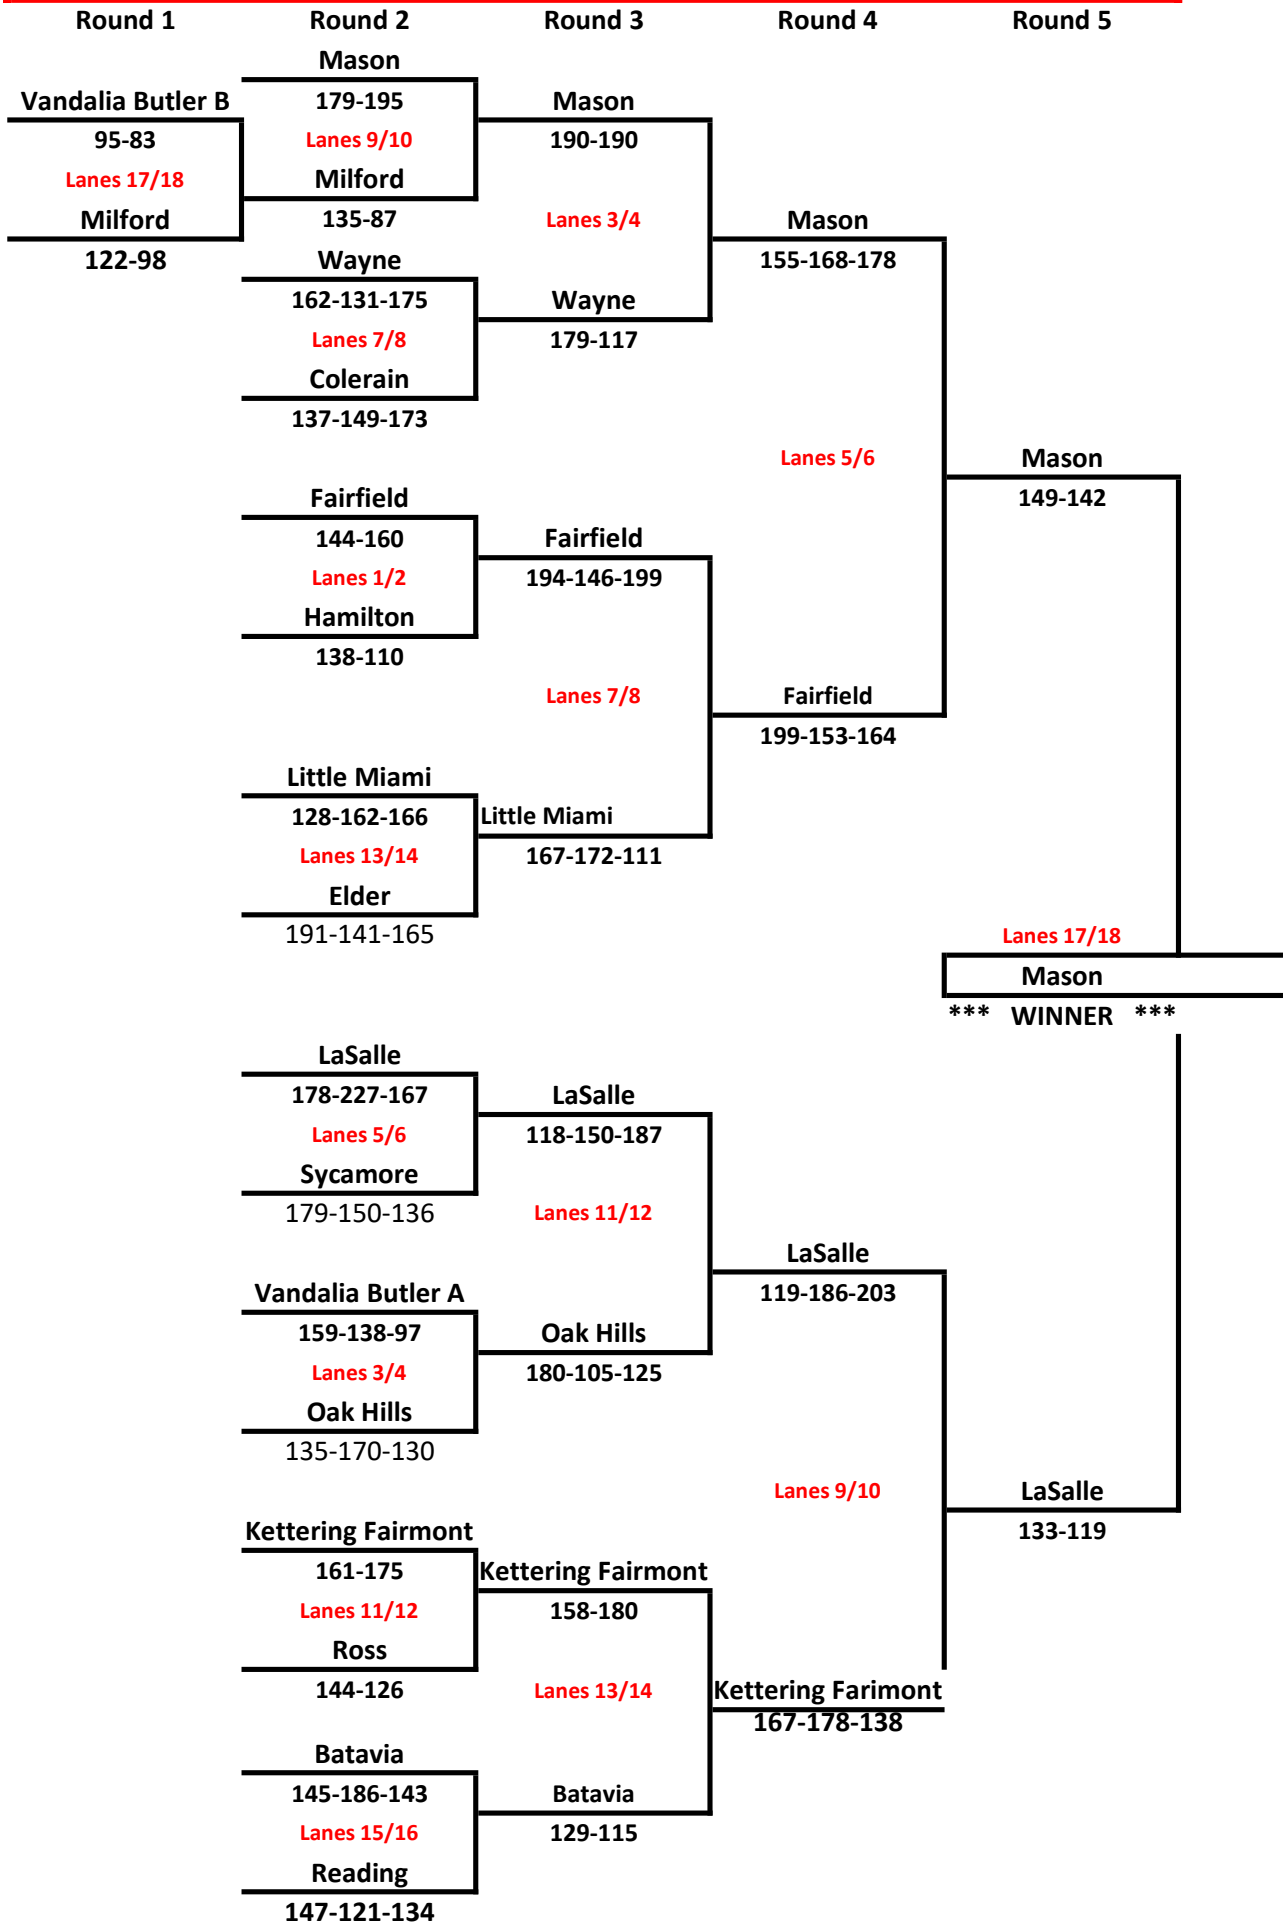 Round 1 Round 2 Round 3 Round 4 Round 5
Mason
Vandalia Butler B 179-195 Mason
95-83 Lanes 9/10 190-190
Lanes 17/18 Milford
Milford 135-87 Lanes 3/4 Mason
122-98 Wayne 155-168-178
162-131-175 Wayne
Lanes 7/8 179-117
Colerain
137-149-173
Lanes 5/6 Mason
Fairfield 149-142
144-160 Fairfield
Lanes 1/2 194-146-199
Hamilton
138-110
Lanes 7/8 Fairfield
199-153-164
Little Miami
128-162-166 Little Miami
Lanes 13/14 167-172-111
Elder
191-141-165 Lanes 17/18
Mason
*** WINNER ***
LaSalle
178-227-167 LaSalle
Lanes 5/6 118-150-187
Sycamore
179-150-136 Lanes 11/12
LaSalle
Vandalia Butler A 119-186-203
159-138-97 Oak Hills
Lanes 3/4 180-105-125
Oak Hills
135-170-130
Lanes 9/10 LaSalle
Kettering Fairmont 133-119
161-175 Kettering Fairmont
Lanes 11/12 158-180
Ross
144-126 Lanes 13/14 Kettering Farimont
167-178-138
Batavia
145-186-143 Batavia
Lanes 15/16 129-115
Reading
147-121-134